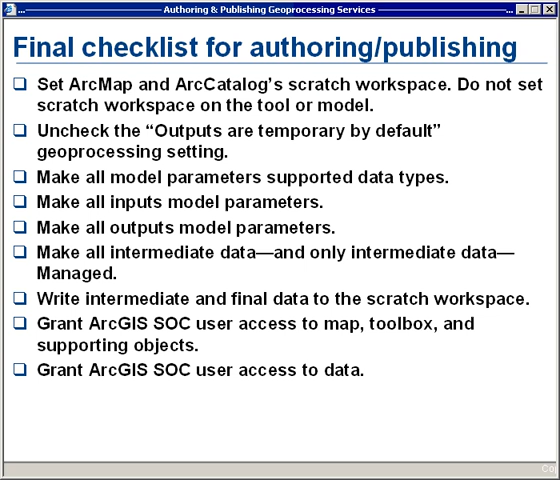 ... Authoring & Publishing Geoprocessing Services ...
Final checklist for authoring/publishing
❑ Set ArcMap and ArcCatalog’s scratch workspace. Do not set
scratch workspace on the tool or model.
❑ Uncheck the “Outputs are temporary by default”
geoprocessing setting.
❑ Make all model parameters supported data types.
❑ Make all inputs model parameters.
❑ Make all outputs model parameters.
❑ Make all intermediate data—and only intermediate data—
Managed.
❑ Write intermediate and final data to the scratch workspace.
❑ Grant ArcGIS SOC user access to map, toolbox, and
supporting objects.
❑ Grant ArcGIS SOC user access to data.